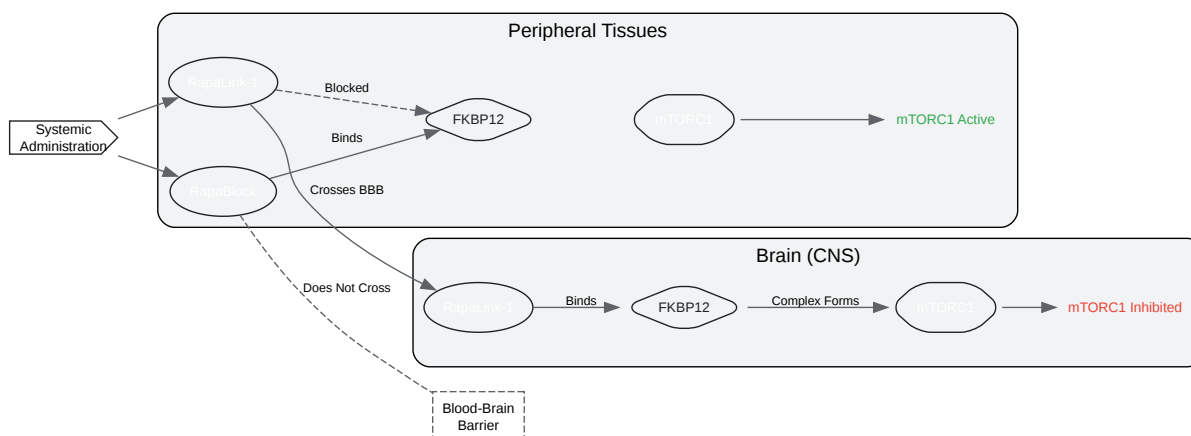 Peripheral Tissues
RapaLink-1
Blocked
FKBP12
mTORC1
mTORC1 Active
Systemic
Administration
Binds
RapaBlock
Crosses BBB
Brain (CNS)
Does Not Cross
RapaLink-1
Binds
FKBP12
Complex Forms
mTORC1
mTORC1 Inhibited
Blood-Brain
Barrier